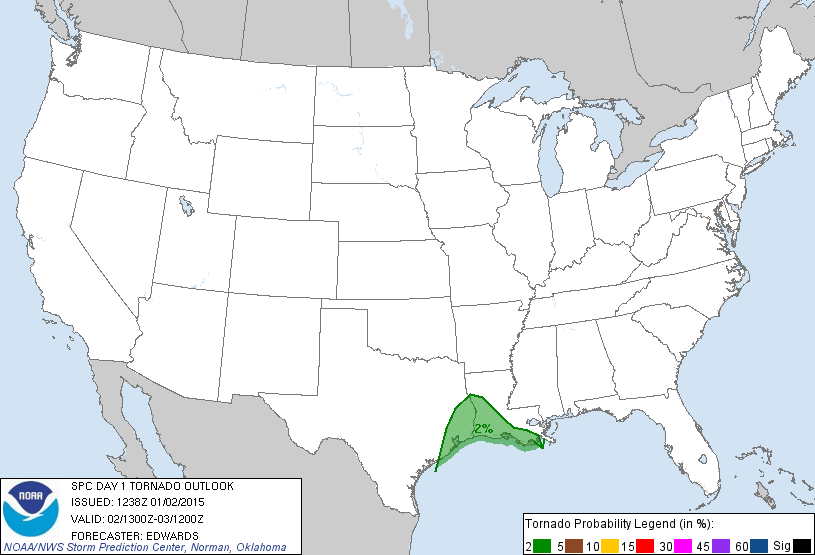 2%
NOAA
SPC DAY 1 TORNADO OUTLOOK
ISSUED: 1238Z 01/02/2015
VALID: 02/1300Z-03/1200Z
FORECASTER: EDWARDS
NOAA/NWS Storm Prediction Center, Norman, Oklahoma
Tornado Probability Legend (in %):
2 5 10 15 30 45 60 Sig